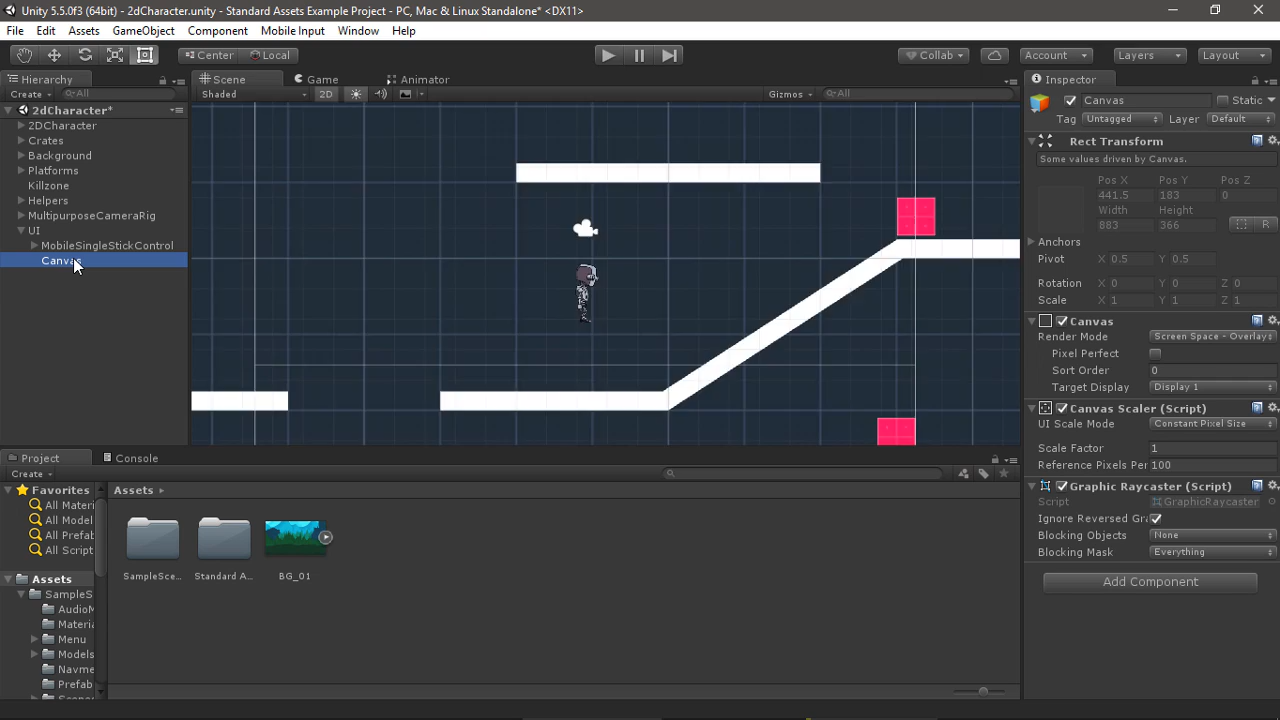 Unity 5.5.0f3 (64bit) - 2dCharacter.unity - Standard Assets Example Project - PC, Mac & Linux Standalone* <DX11>
File Edit Assets GameObject Component Mobile Input Window Help
Center Local Collab Account Layers Layout
Hierarchy
Create All
2dCharacter*
2DCharacter
Crates
Background
Platforms
Killzone
Helpers
MultipurposeCameraRig
UI
MobileSingleStickControl
Canvas
Scene Game Animator
Shaded 2D Gizmos All
Inspector
Canvas Static
Tag Untagged Layer Default
Rect Transform
Some values driven by Canvas.
Pos X Pos Y Pos Z
441.5 183 0
Width Height
883 366 R
Anchors
Pivot X 0.5 Y 0.5
Rotation X 0 Y 0 Z 0
Scale X 1 Y 1 Z 1
Canvas
Render Mode Screen Space - Overlay
Pixel Perfect
Sort Order 0
Target Display Display 1
Canvas Scaler (Script)
UI Scale Mode Constant Pixel Size
Scale Factor 1
Reference Pixels Per 100
Graphic Raycaster (Script)
Script GraphicRaycaster
Ignore Reversed Gra
Blocking Objects None
Blocking Mask Everything
Add Component
Project Console
Create
Favorites
All Materi
All Model
All Prefab
All Script
Assets
SampleS
AudioM
Materia
Menu
Models
Navme
Prefab
Assets
SampleSce...
Standard A...
BG_01